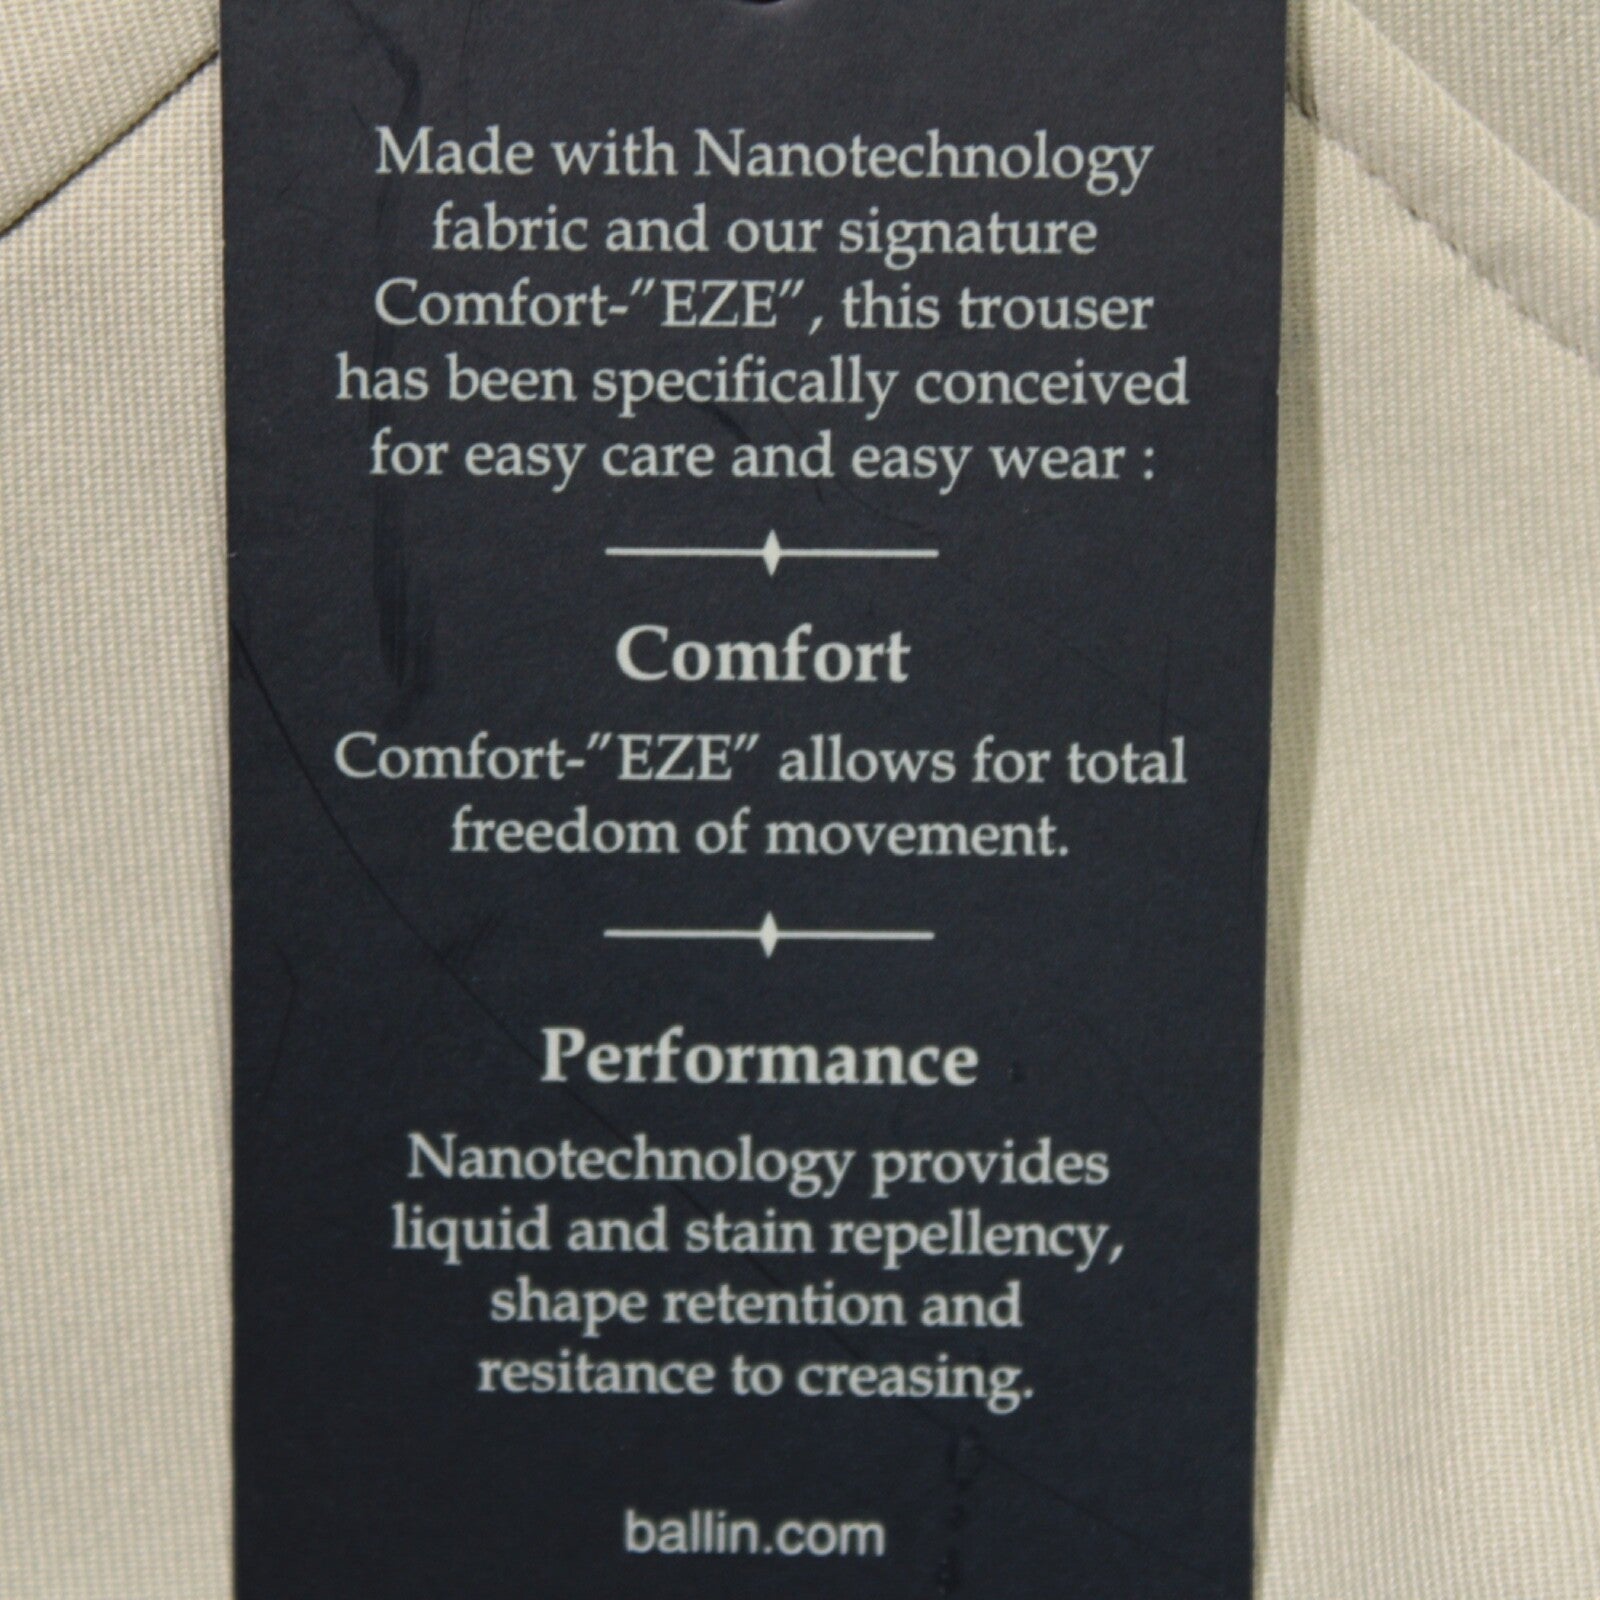 Made with Nanotechnology
fabric and our signature
Comfort-"EZE", this trouser
has been specifically conceived
for easy care and easy wear :
Comfort
Comfort-"EZE" allows for total
freedom of movement.
Performance
Nanotechnology provides
liquid and stain repellency,
shape retention and
resitance to creasing.
ballin.com